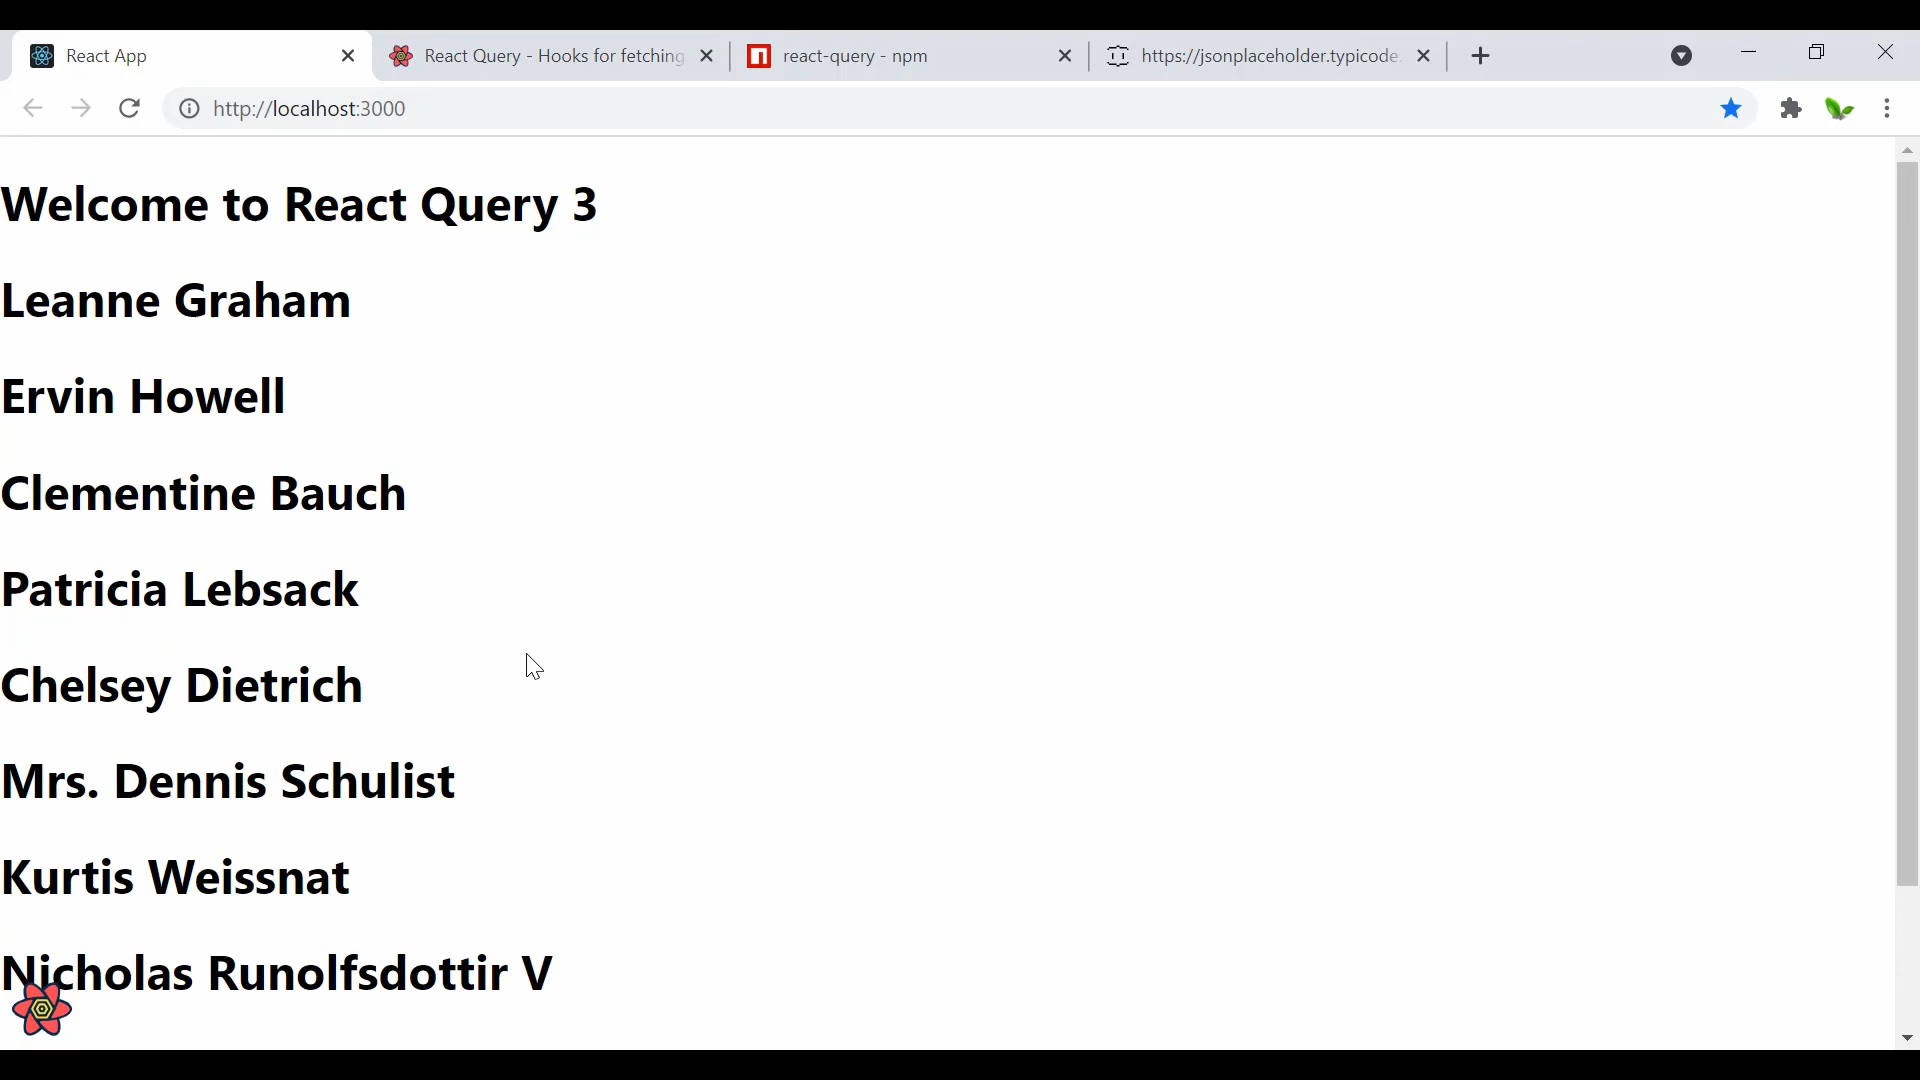 React App
React Query - Hooks for fetching
react-query - npm
https://jsonplaceholder.typicode.
http://localhost:3000
Welcome to React Query 3
Leanne Graham
Ervin Howell
Clementine Bauch
Patricia Lebsack
Chelsey Dietrich
Mrs. Dennis Schulist
Kurtis Weissnat
Nicholas Runolfsdottir V